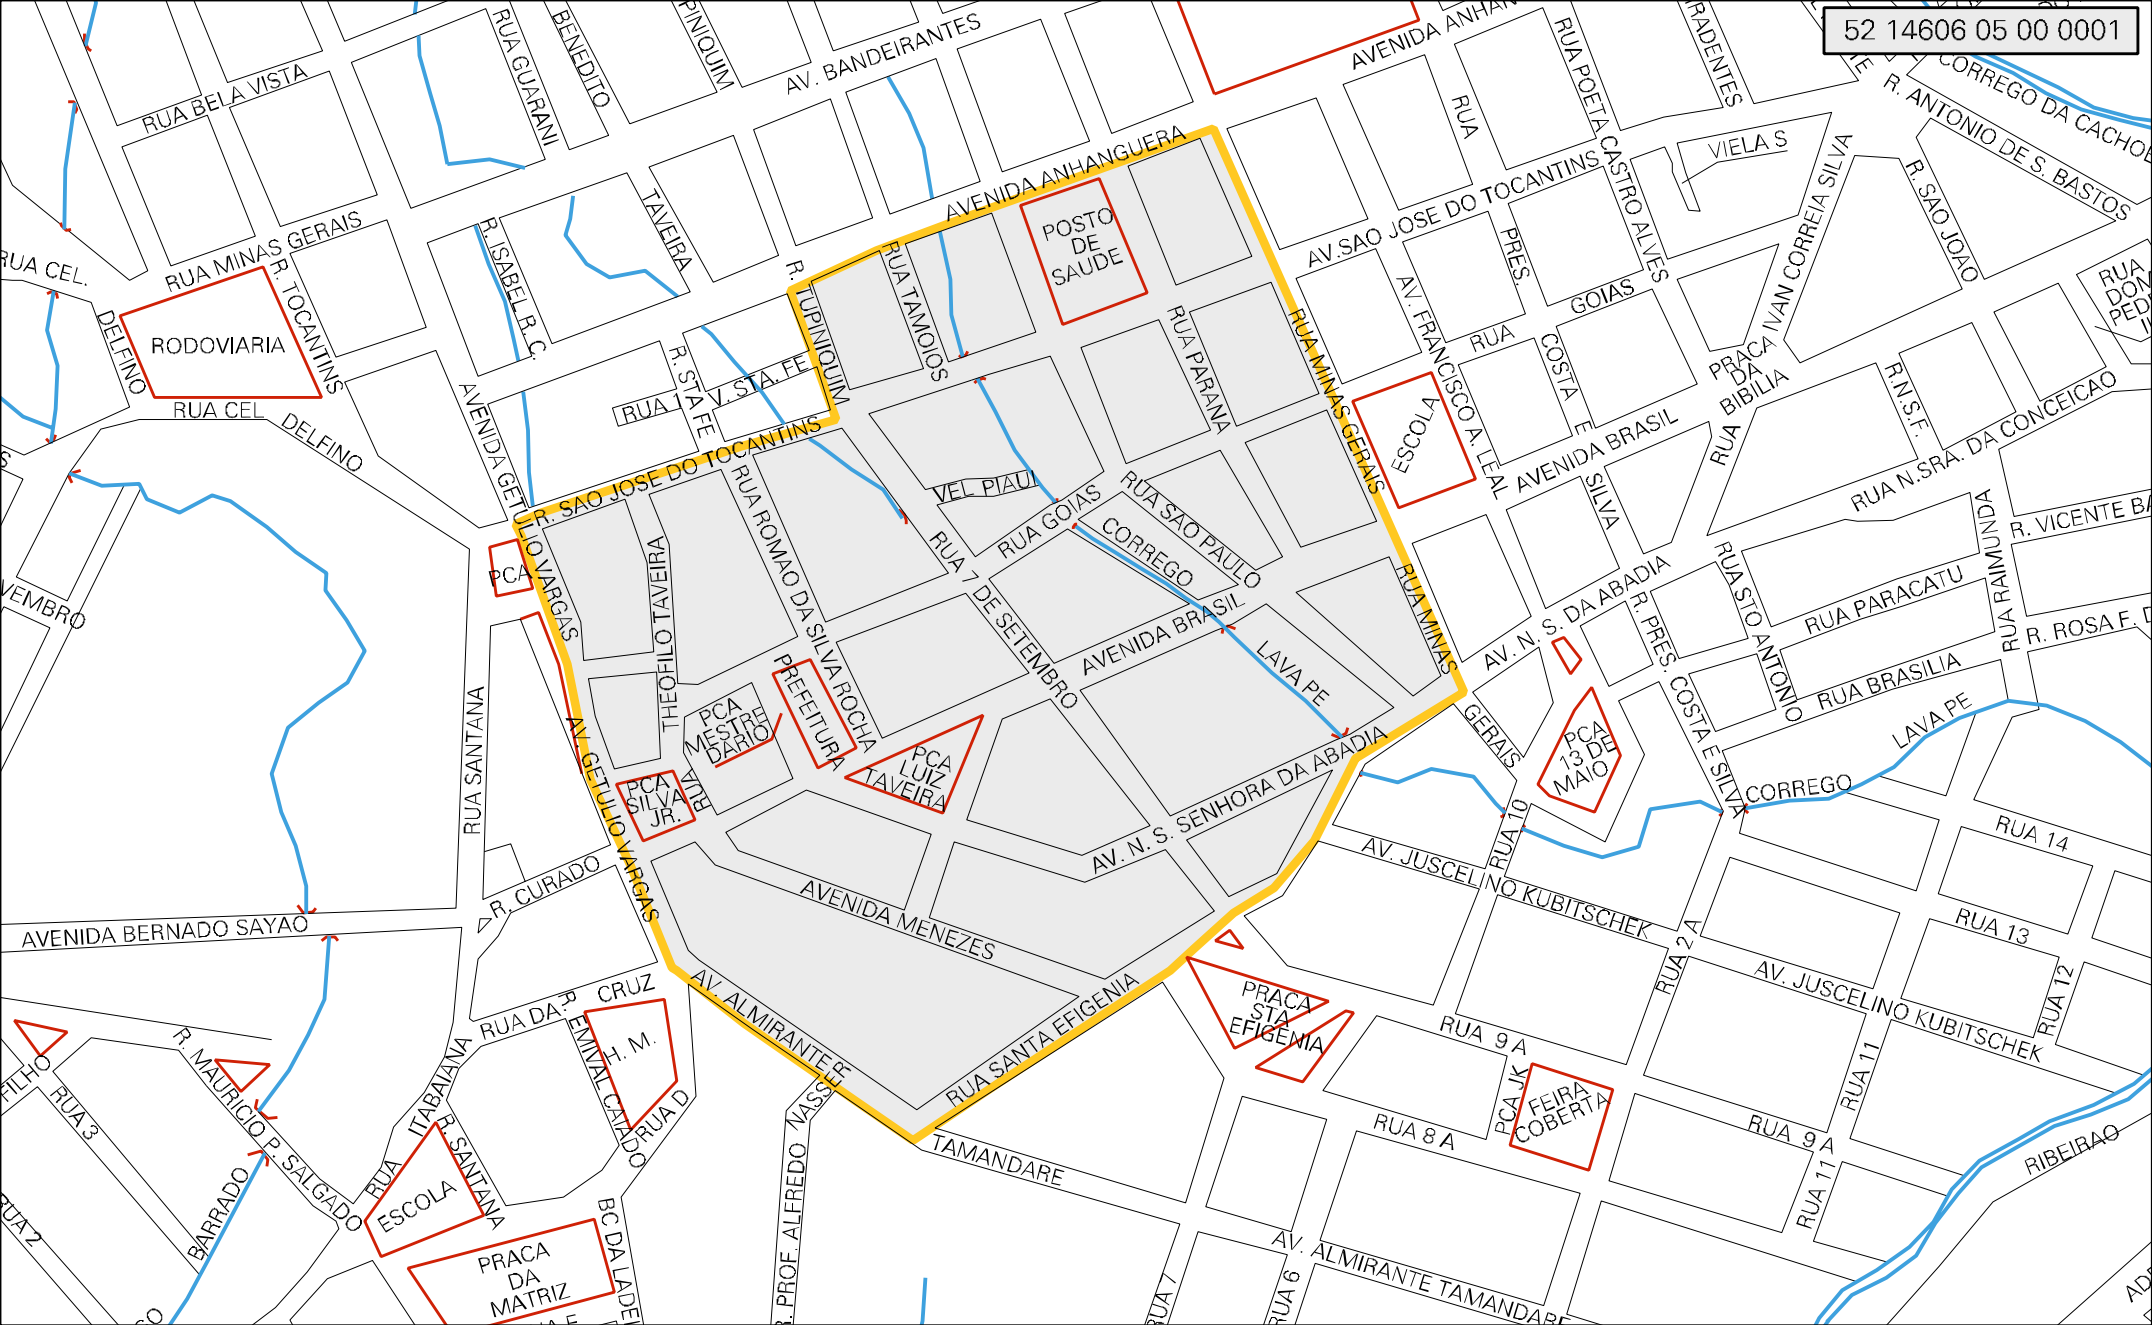 52 14606 05 00 0001
RUA BELA VISTA
RUA GUARANI
BENEDITO
AV. BANDEIRANTES
RUA
RUA POETA CASTRO ALVES
CORREGO DA
R. ANTONIO DE S. BASTOS
VIELA S
AVENIDA ANHANGUERA
AV.SAO JOSE DO TOCANTINS
PRACA IVAN CORREIA SILVA
R. SAO JOAO
RUA MINAS GERAIS
RUA CEL.
R. TOCANTINS
R. ISABEL R. C.
TAVEIRA
R. TUPINIQUIM
RUA TAMOIOS
POSTO
DE
SAUDE
RUA PARANA
RUA MINAS GERAIS
AV. FRANCISCO A. LEAL
PRES.
COSTA E
SILVA
RUA
GOIAS
RUA
DELFINO
RODOVIARIA
RUA CEL
DELFINO
AVENIDA GETULIO VARGAS
R. STA FE
V. STA. FE
RUA 1
R. SAO JOSE DO TOCANTINS
ESCOLA
AVENIDA BRASIL
DA
BIBILIA
RUA
R.N.S.F.
RUA N.SRA. DA CONCEICAO
VEL PIAUI
RUA GOIAS
RUA SAO PAULO
CORREGO
RUA ROMAO DA SILVA ROCHA
THEOFILO TAVEIRA
RUA
RUA 7 DE SETEMBRO
PCA
AVENIDA BRASIL
LAVA PE
RUA MINAS
GERAIS
AV. N. S. DA ABADIA
R. PRES. COSTA E SILVA
RUA STO ANTONIO
RUA PARACATU
RUA RAIMUNDA
R. ROSA F.
RUA BRASILIA
LAVA PE
CORREGO
PCA
13 DE
MAIO
PREFEITURA
PCA
MESTRE
DARIO
PCA
LUIZ
TAVEIRA
PCA
SILVA
JR.
RUA SANTANA
AV. GETULIO VARGAS
AV. N. S. SENHORA DA ABADIA
RUA 10
AV. JUSCELINO KUBITSCHEK
RUA 14
RUA 13
RUA 12
RUA 2 A
AV. JUSCELINO KUBITSCHEK
R. CURADO
AVENIDA BERNADO SAYAO
AVENIDA MENEZES
AV. ALMIRANTE
RUA SANTA EFIGENIA
PRACA
STA
EFIGENIA
RUA 9 A
RUA 11
PCA JK
FEIRA
COBERTA
RUA 8 A
RUA 9 A
RUA 11
RIBEIRAO
RUA DA
CRUZ
R. EMIVAL CAIADO
H. M.
RUA D
R. MAURICIO P. SALGADO
FILHO
RUA 3
RUA 2
RUA
ITABAIANA
R. SANTANA
ESCOLA
BARRADO
PRACA
DA
MATRIZ
R. PROF. ALFREDO NASSER
TAMANDARE
AV. ALMIRANTE TAMANDARE
RUA 7
RUA 6